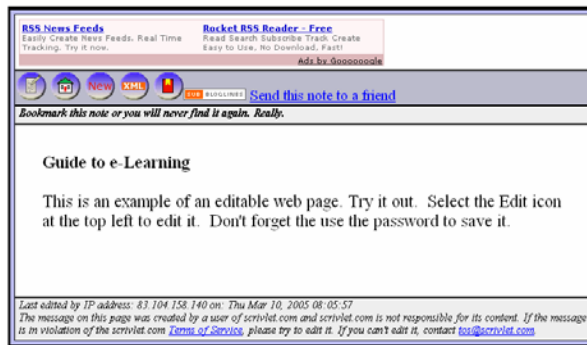 RSS News Feeds
Easily Create News Feeds. Real Time
Tracking. Try it now.
Rocket RSS Reader - Free
Read Search Subscribe Track Create
Easy to Use, No Download, Fast!
Ads by Goooooogle
New
XML
SUB BLOGLINES
Send this note to a friend
Bookmark this note or you will never find it again. Really.
Guide to e-Learning
This is an example of an editable web page. Try it out. Select the Edit icon
at the top left to edit it. Don't forget the use the password to save it.
Last edited by IP address: 83.104.158.140 on: Thu Mar 10, 2005 08:05:57
The message on this page was created by a user of scrivlet.com and scrivlet.com is not responsible for its content. If the message
is in violation of the scrivlet.com Terms of Service, please try to edit it. If you can't edit it, contact tos@scrivlet.com.